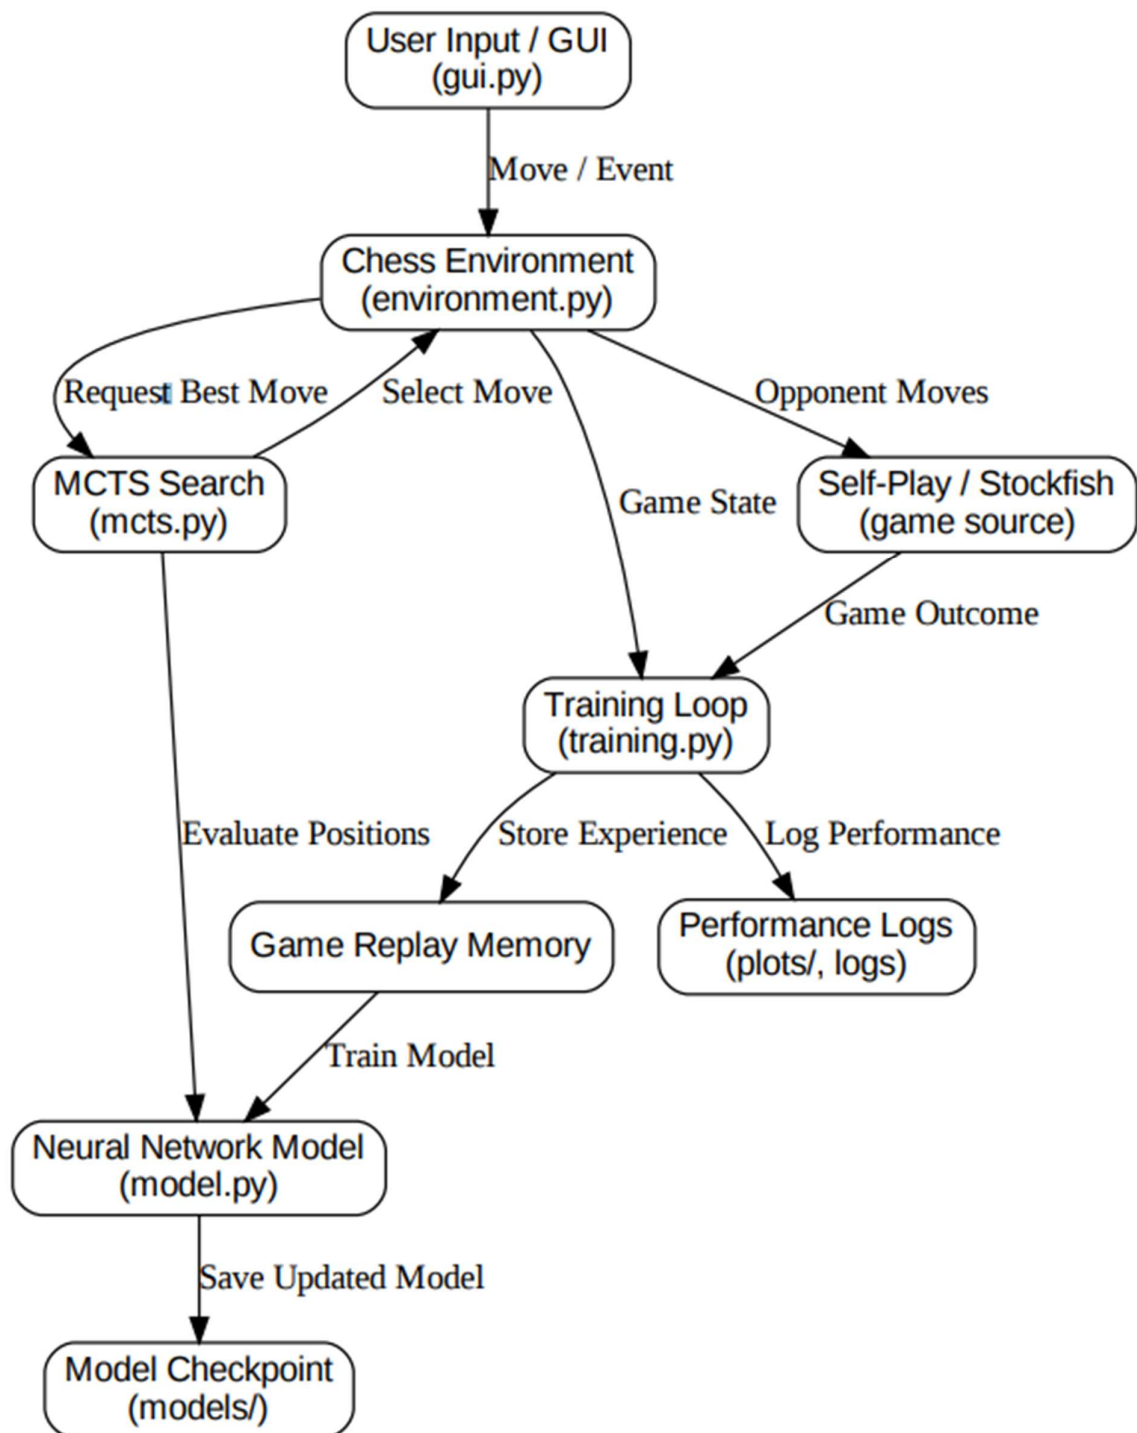 User Input / GUI
(gui.py)
Move / Event
Chess Environment
(environment.py)
Request Best Move
Select Move
Opponent Moves
MCTS Search
(mcts.py)
Game State
Self-Play / Stockfish
(game source)
Game Outcome
Training Loop
(training.py)
Evaluate Positions
Store Experience
Log Performance
Game Replay Memory
Performance Logs
(plots/, logs)
Train Model
Neural Network Model
(model.py)
Save Updated Model
Model Checkpoint
(models/)